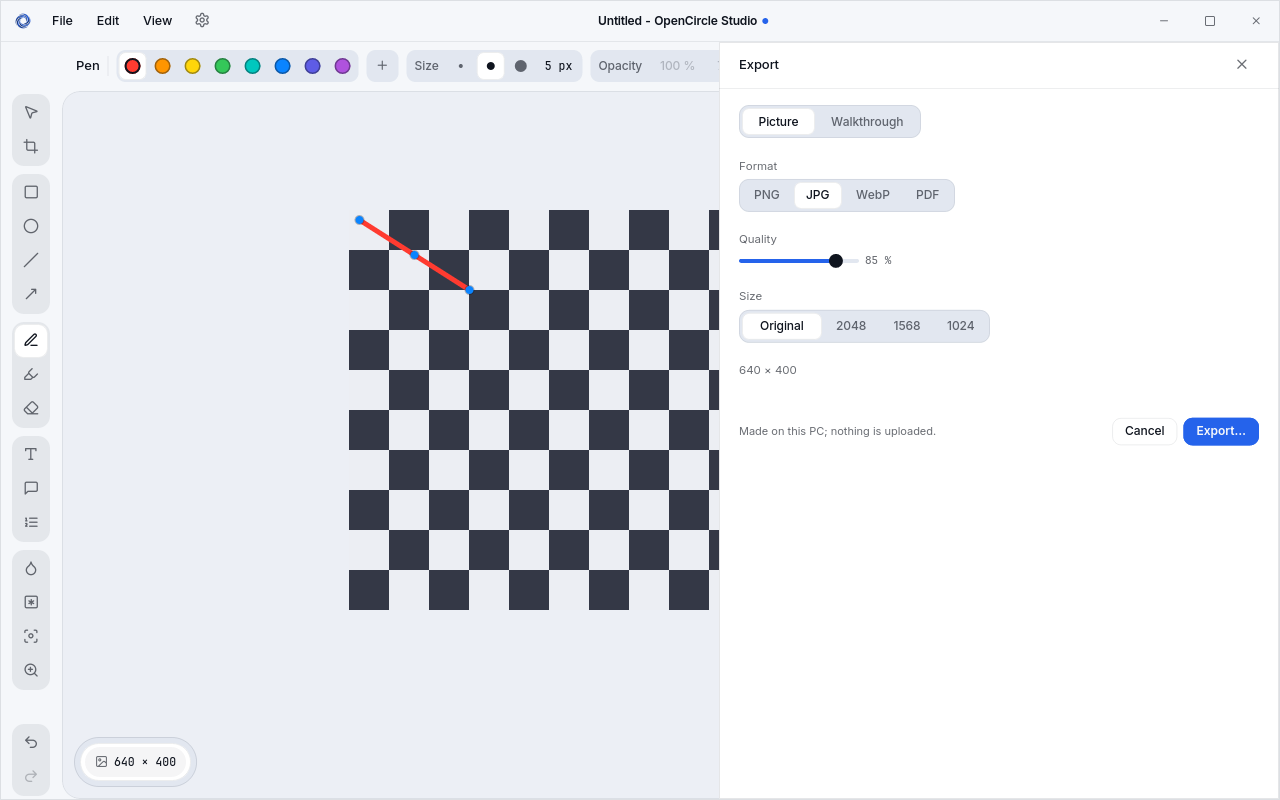 File Edit View
Untitled - OpenCircle Studio
Pen
Size
5 px
Opacity
100 %
Export
Picture
Walkthrough
Format
PNG
JPG
WebP
PDF
Quality
85 %
Size
Original
2048
1568
1024
640 × 400
Made on this PC; nothing is uploaded.
Cancel
Export...
640 × 400